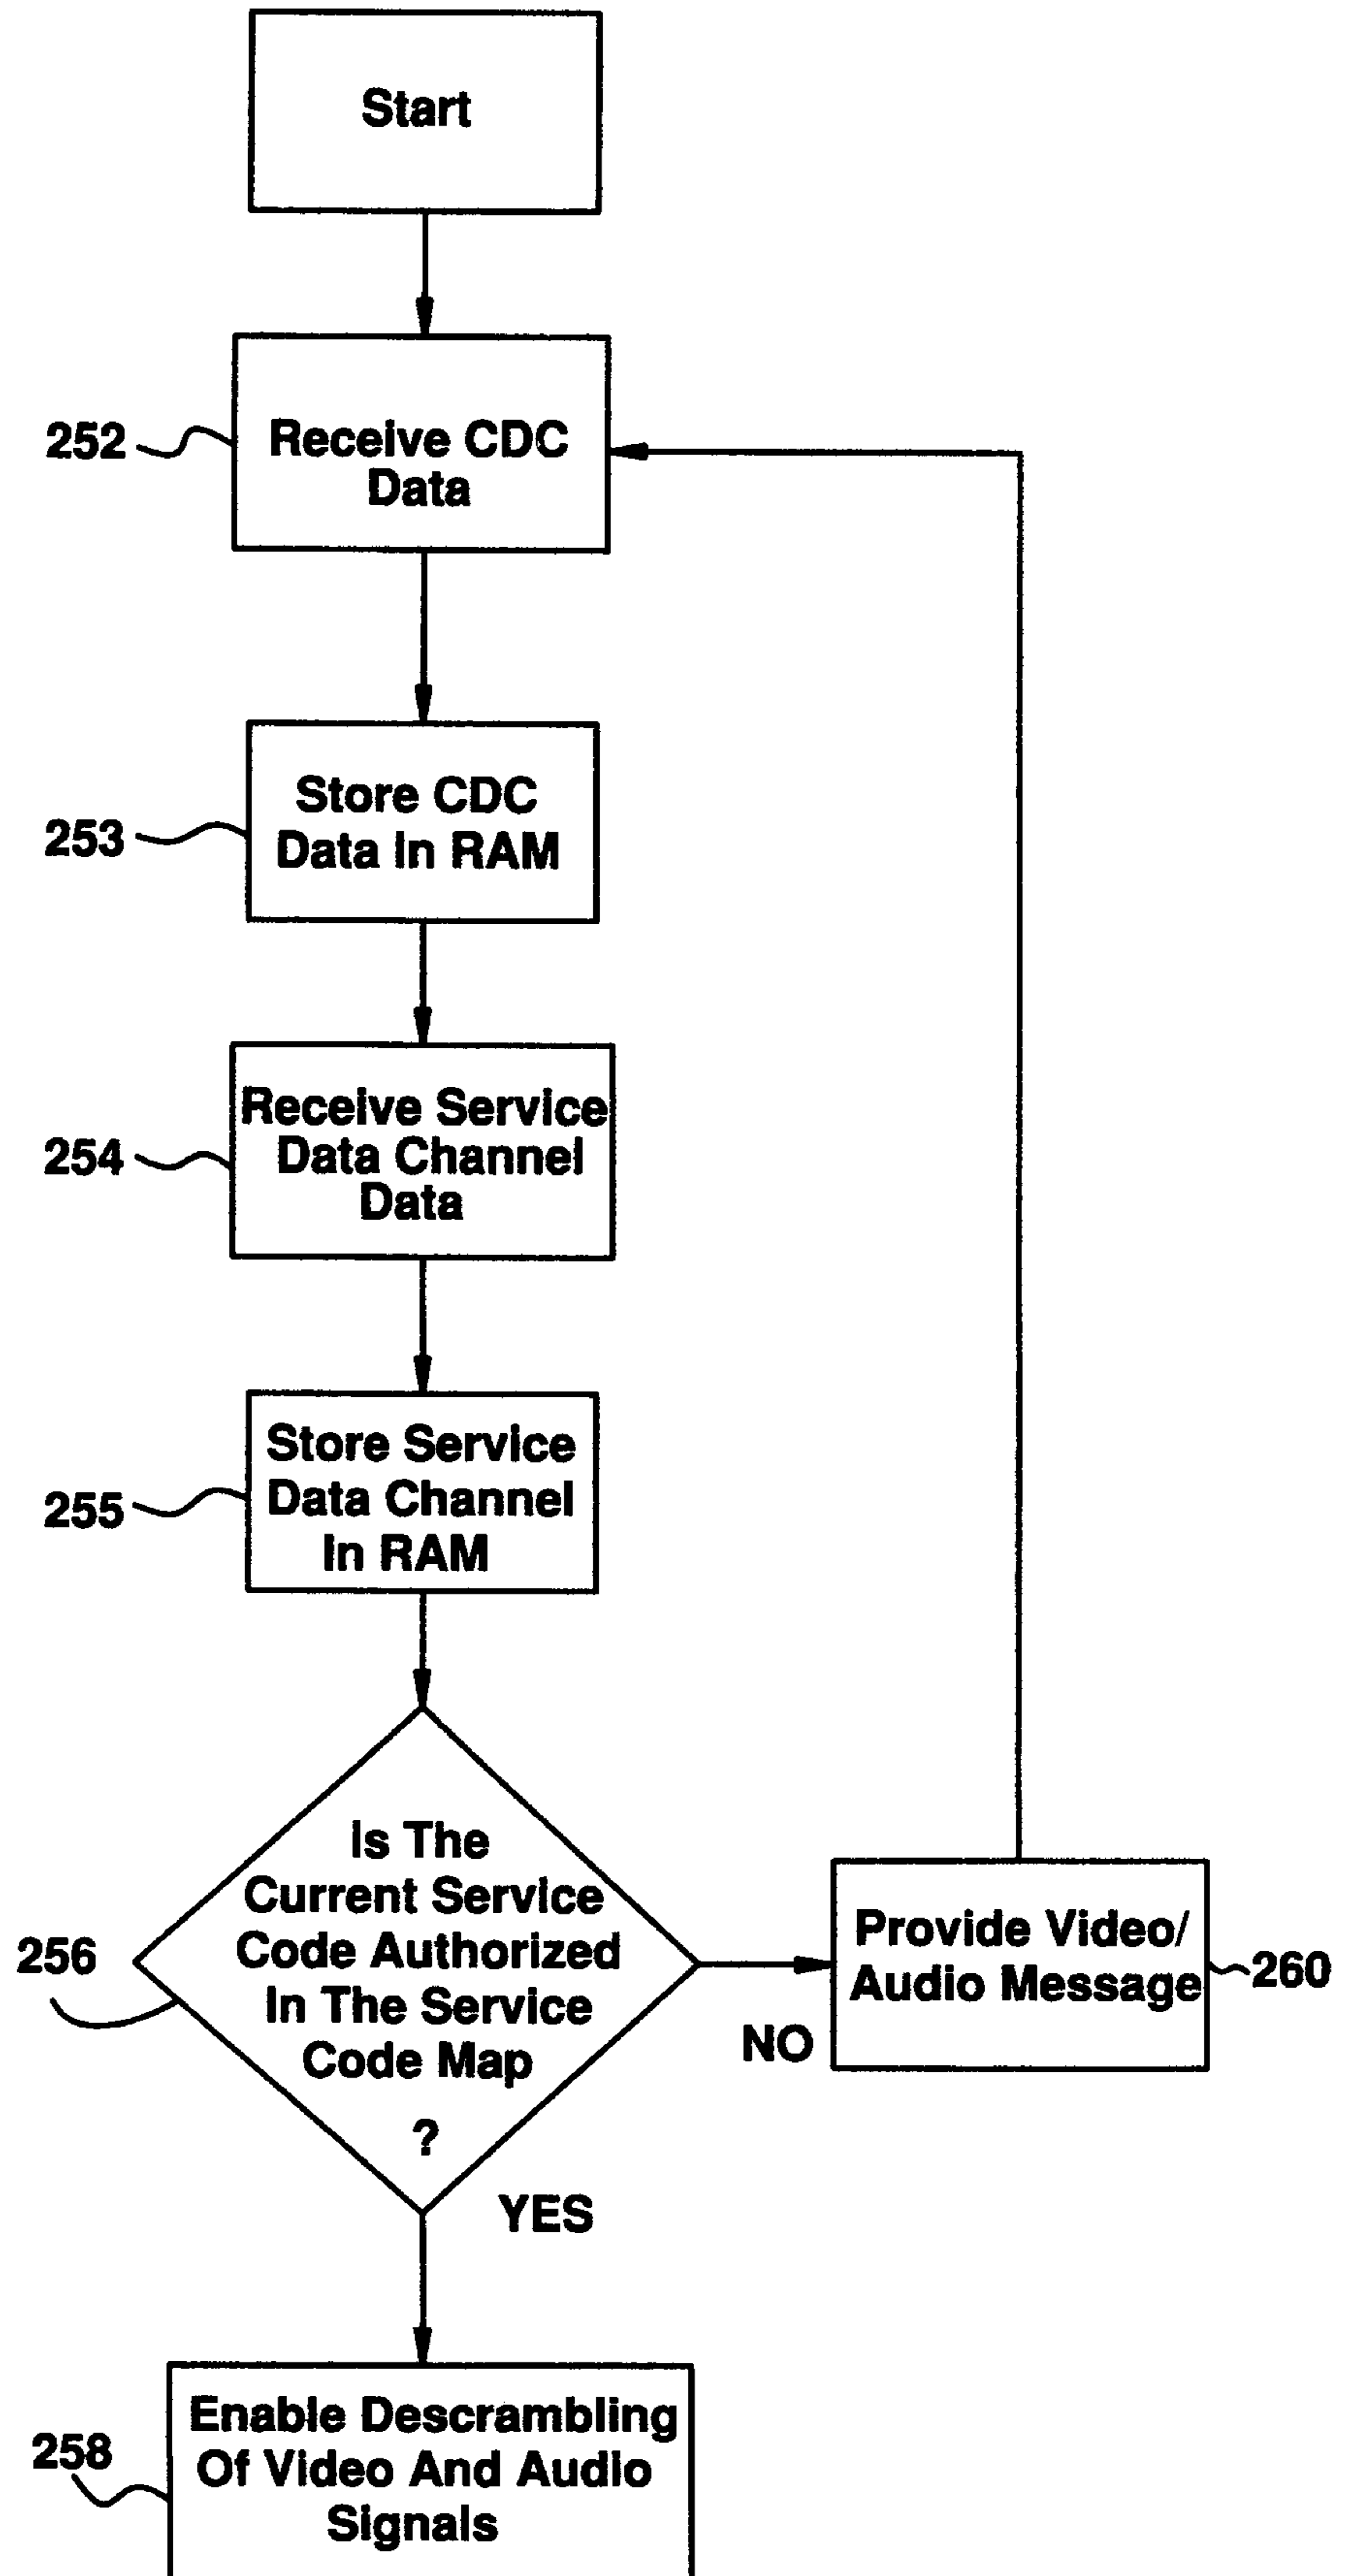 Start
252
Receive CDC
Data
253
Store CDC
Data In RAM
254
Receive Service
Data Channel
Data
255
Store Service
Data Channel
In RAM
256
Is The
Current Service
Code Authorized
In The Service
Code Map
?
NO
Provide Video/
Audio Message
260
YES
258
Enable Descrambling
Of Video And Audio
Signals